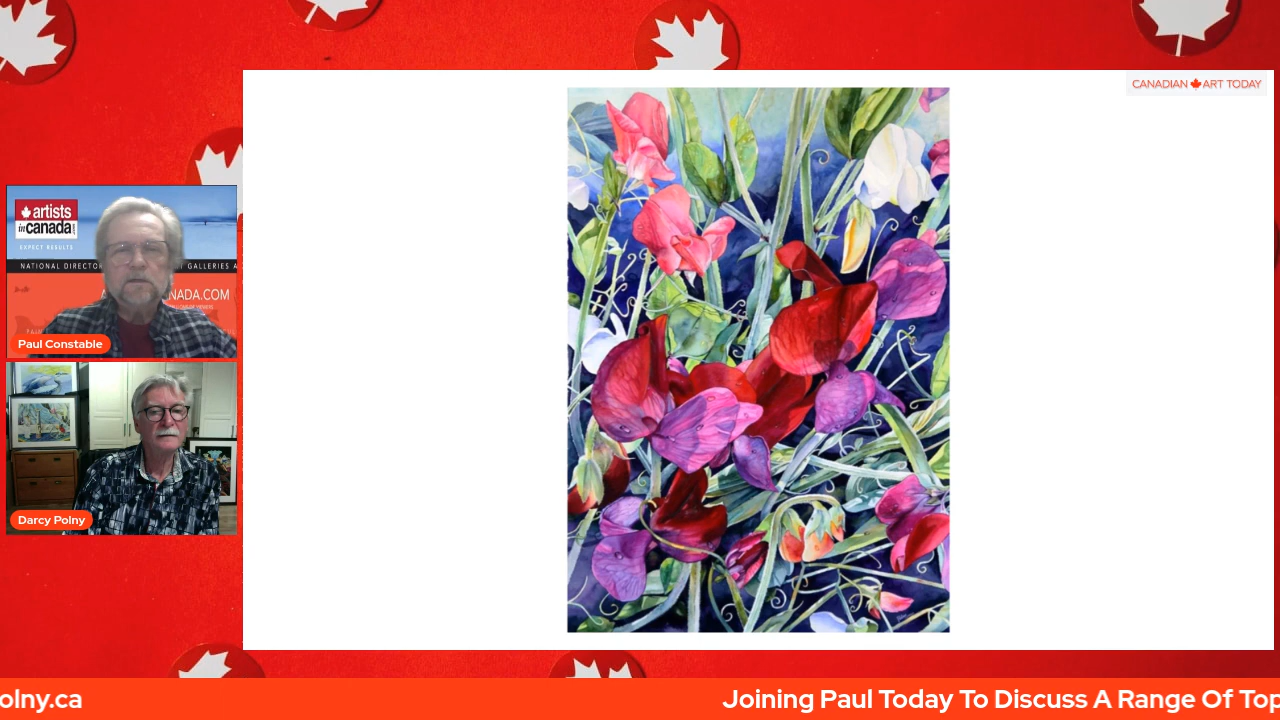 CANADIAN ART TODAY
artists
in canada
EXPECT RESULTS
NATIONAL DIRECTOR
GALLERIES A
NADA.COM
Paul Constable
Darcy Polny
olny.ca
Joining Paul Today To Discuss A Range Of Top